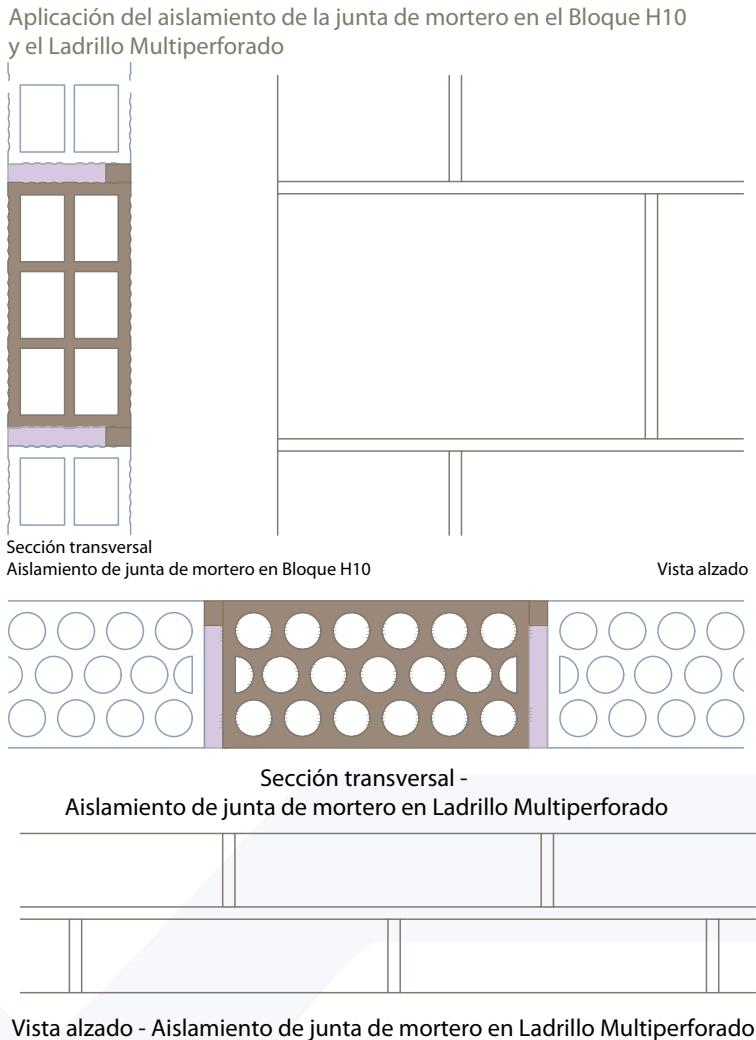 Aplicación del aislamiento de la junta de mortero en el Bloque H10
y el Ladrillo Multiperforado
Sección transversal
Aislamiento de junta de mortero en Bloque H10
Vista alzado
Sección transversal -
Aislamiento de junta de mortero en Ladrillo Multiperforado
Vista alzado - Aislamiento de junta de mortero en Ladrillo Multiperforado